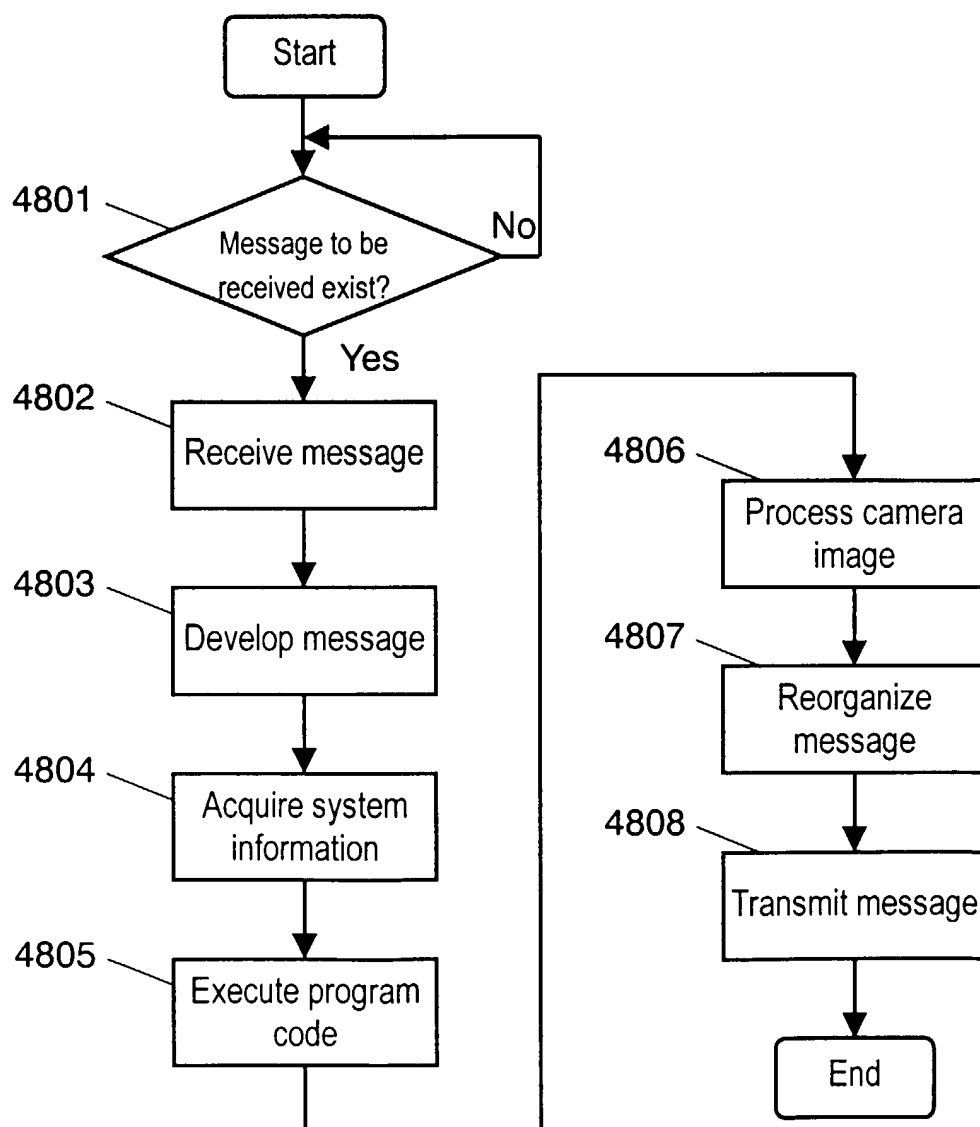 Start
4801
Message to be
received exist?
No
Yes
4802
Receive message
4803
Develop message
4804
Acquire system
information
4805
Execute program
code
4806
Process camera
image
4807
Reorganize
message
4808
Transmit message
End